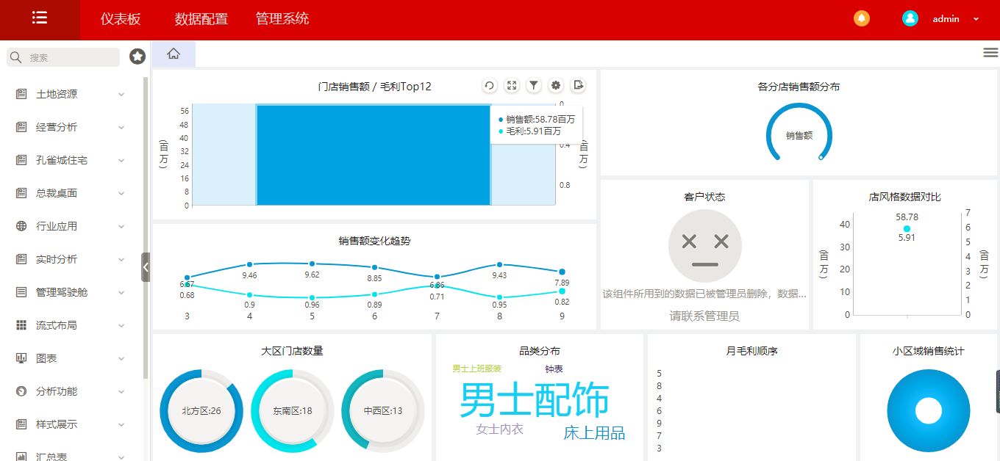 仪表板
数据配置
管理系统
admin
搜索
土地资源
经营分析
孔雀城住宅
总裁桌面
行业应用
实时分析
管理驾驶舱
流式布局
图表
分析功能
样式展示
汇总表
门店销售额 / 毛利Top12
56
48
40
32
24
16
8
0
(百万)
销售额:58.78百万
毛利:5.91百万
0
0.4
0.8
(百万)
各分店销售额分布
销售额
销售额变化趋势
6.67
9.46
9.62
8.85
6.86
9.43
7.89
0.68
0.9
0.96
0.89
0.71
0.95
0.82
3
4
5
6
7
8
9
客户状态
该组件所用到的数据已被管理员删除，数据...
请联系管理员
店风格数据对比
58.78
5.91
40
30
20
10
0
(百万)
7
6
5
4
3
2
1
0
(百万)
大区门店数量
北方区:26
东南区:18
中西区:13
品类分布
男士上班服装
钟表
男士配饰
女士内衣
床上用品
月毛利顺序
5
8
4
6
9
7
3
小区域销售统计